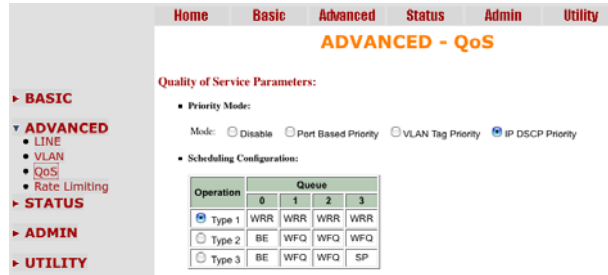 Home Basic Advanced Status Admin Utility
ADVANCED - QoS
BASIC
ADVANCED
LINE
VLAN
QoS
Rate Limiting
STATUS
ADMIN
UTILITY
Quality of Service Parameters:
Priority Mode:
Mode: Disable Port Based Priority VLAN Tag Priority IP DSCP Priority
Scheduling Configuration:
Operation Queue
0 1 2 3
Type 1 WRR WRR WRR WRR
Type 2 BE WFQ WFQ WFQ
Type 3 BE WFQ WFQ SP